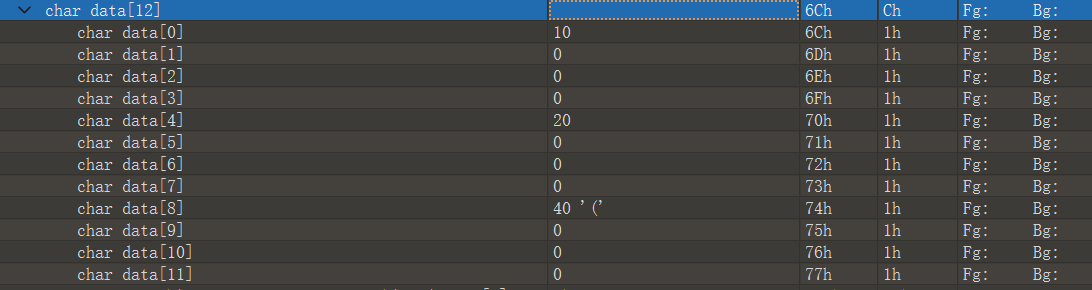 char data[12] 6Ch Ch Fg: Bg:
char data[0] 10 6Ch 1h Fg: Bg:
char data[1] 0 6Dh 1h Fg: Bg:
char data[2] 0 6Eh 1h Fg: Bg:
char data[3] 0 6Fh 1h Fg: Bg:
char data[4] 20 70h 1h Fg: Bg:
char data[5] 0 71h 1h Fg: Bg:
char data[6] 0 72h 1h Fg: Bg:
char data[7] 0 73h 1h Fg: Bg:
char data[8] 40 '(' 74h 1h Fg: Bg:
char data[9] 0 75h 1h Fg: Bg:
char data[10] 0 76h 1h Fg: Bg:
char data[11] 0 77h 1h Fg: Bg: